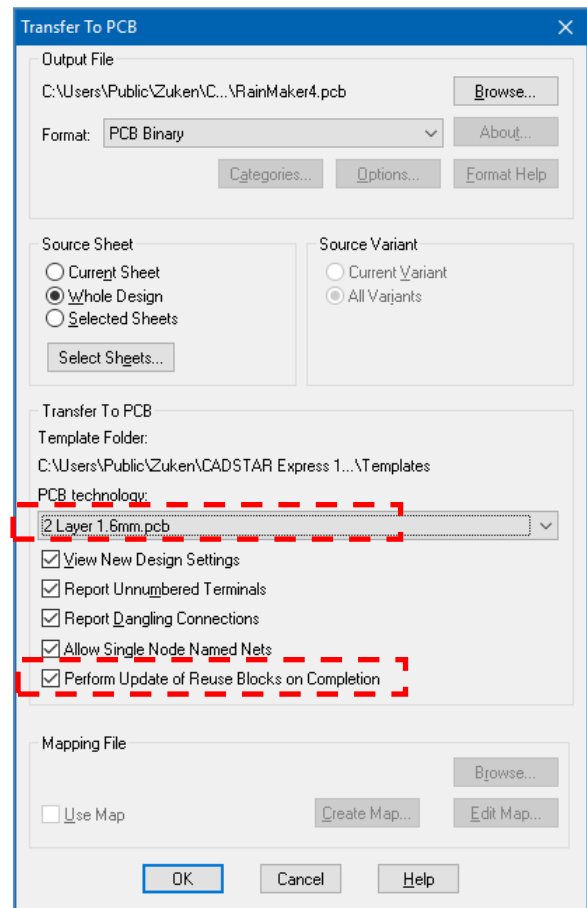 Transfer To PCB
Output File
C:\Users\Public\Zuken\C...\RainMaker4.pcb Browse...
Format: PCB Binary About...
Categories... Options... Format Help
Source Sheet Source Variant
Current Sheet Current Variant
Whole Design All Variants
Selected Sheets
Select Sheets...
Transfer To PCB
Template Folder:
C:\Users\Public\Zuken\CADSTAR Express 1...\Templates
PCB technology:
2 Layer 1.6mm.pcb
View New Design Settings
Report Unnumbered Terminals
Report Dangling Connections
Allow Single Node Named Nets
Perform Update of Reuse Blocks on Completion
Mapping File
Browse...
Use Map Create Map... Edit Map...
OK Cancel Help